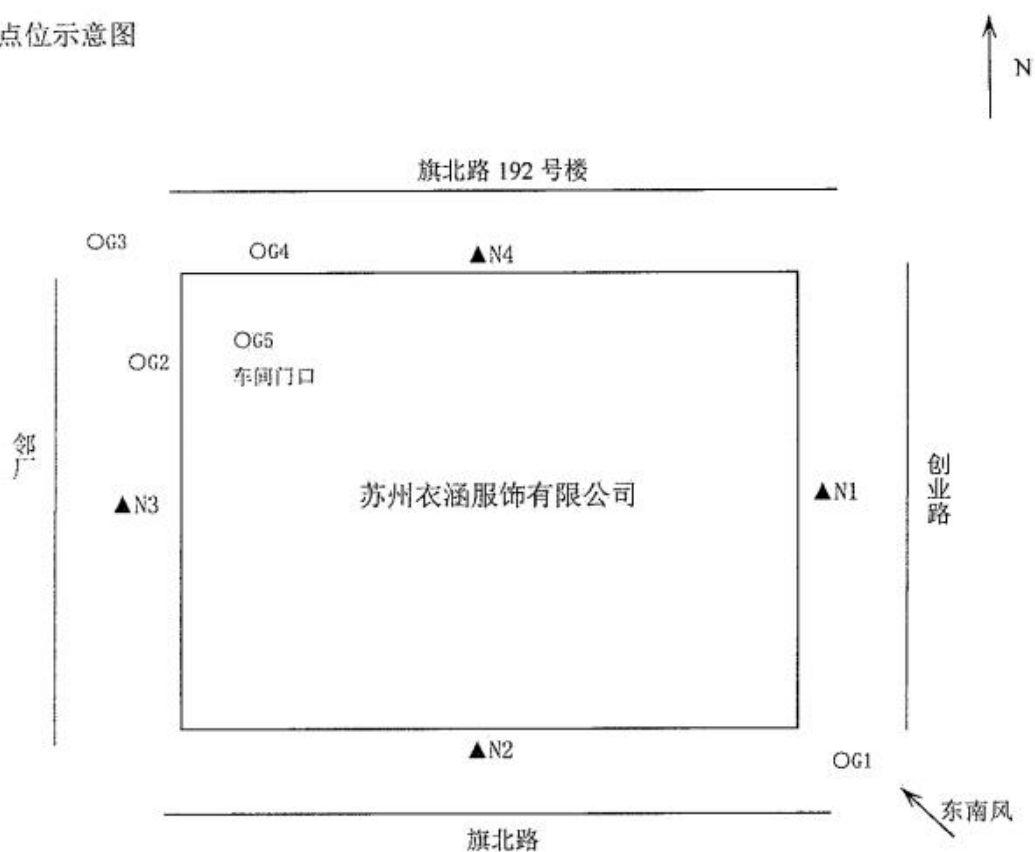 点位示意图
N
旗北路 192 号楼
○G3
○G4
▲N4
○G5
车间门口
○G2
邻厂
▲N3
苏州衣涵服饰有限公司
▲N1
创业路
▲N2
○G1
东南风
旗北路